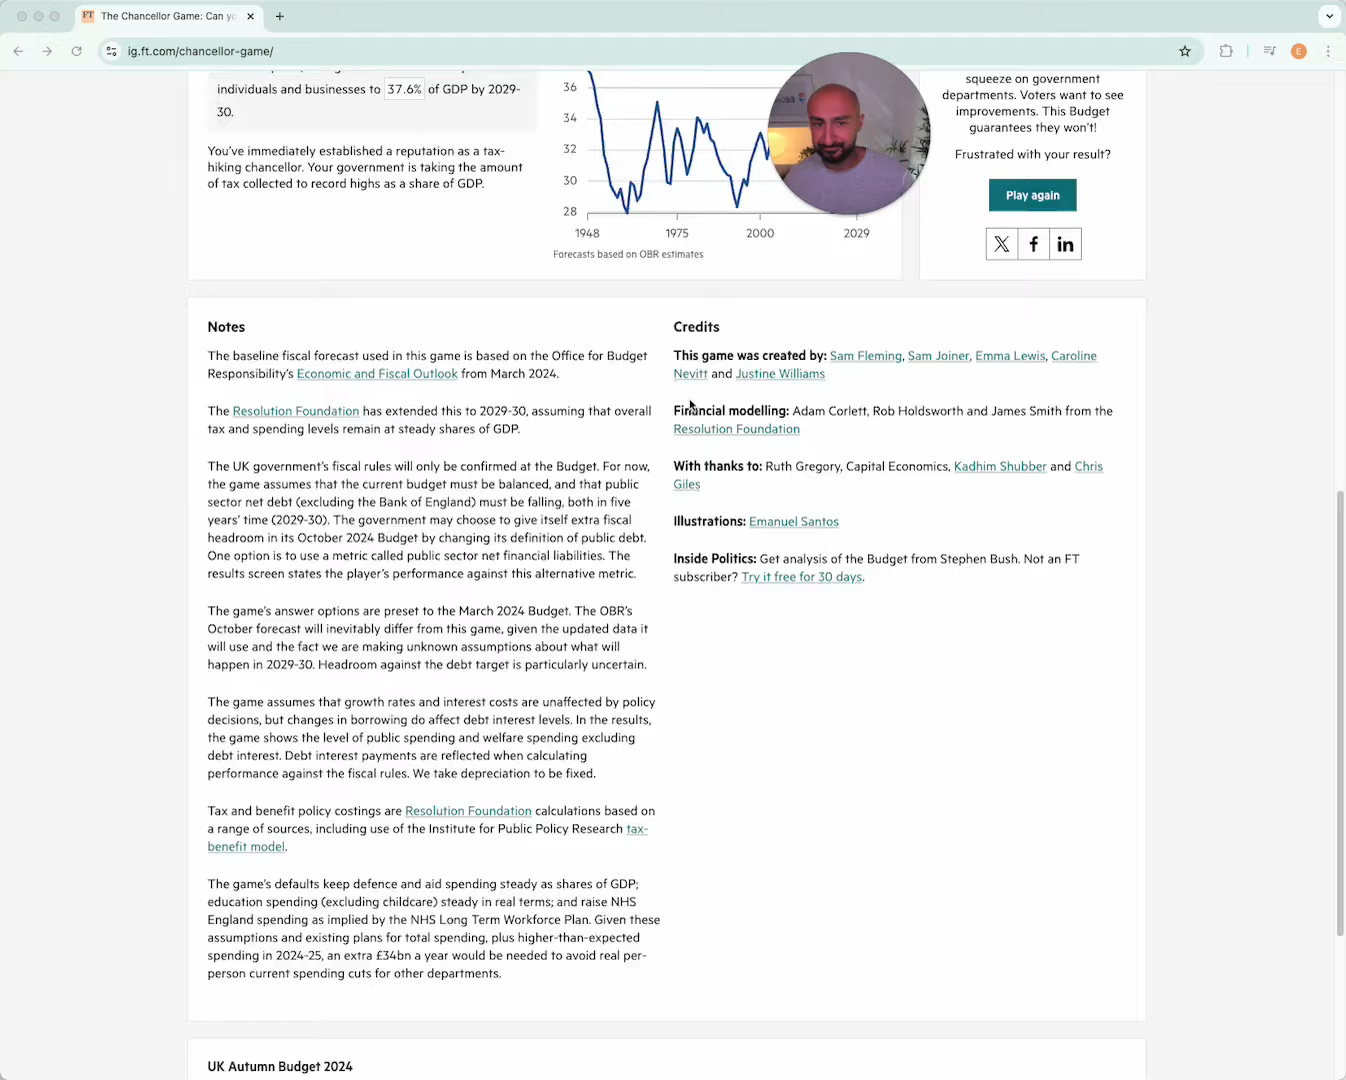 FT
The Chancellor Game: Can yo
ig.ft.com/chancellor-game/
E
individuals and businesses to 37.6% of GDP by 2029-
30.
You’ve immediately established a reputation as a tax-
hiking chancellor. Your government is taking the amount
of tax collected to record highs as a share of GDP.
36
34
32
30
28
1948
1975
2000
2029
Forecasts based on OBR estimates
squeeze on government
departments. Voters want to see
improvements. This Budget
guarantees they won’t!
Frustrated with your result?
Play again
Notes
The baseline fiscal forecast used in this game is based on the Office for Budget
Responsibility’s Economic and Fiscal Outlook from March 2024.
The Resolution Foundation has extended this to 2029-30, assuming that overall
tax and spending levels remain at steady shares of GDP.
The UK government’s fiscal rules will only be confirmed at the Budget. For now,
the game assumes that the current budget must be balanced, and that public
sector net debt (excluding the Bank of England) must be falling, both in five
years’ time (2029-30). The government may choose to give itself extra fiscal
headroom in its October 2024 Budget by changing its definition of public debt.
One option is to use a metric called public sector net financial liabilities. The
results screen states the player’s performance against this alternative metric.
The game’s answer options are preset to the March 2024 Budget. The OBR’s
October forecast will inevitably differ from this game, given the updated data it
will use and the fact we are making unknown assumptions about what will
happen in 2029-30. Headroom against the debt target is particularly uncertain.
The game assumes that growth rates and interest costs are unaffected by policy
decisions, but changes in borrowing do affect debt interest levels. In the results,
the game shows the level of public spending and welfare spending excluding
debt interest. Debt interest payments are reflected when calculating
performance against the fiscal rules. We take depreciation to be fixed.
Tax and benefit policy costings are Resolution Foundation calculations based on
a range of sources, including use of the Institute for Public Policy Research tax-
benefit model.
The game’s defaults keep defence and aid spending steady as shares of GDP;
education spending (excluding childcare) steady in real terms; and raise NHS
England spending as implied by the NHS Long Term Workforce Plan. Given these
assumptions and existing plans for total spending, plus higher-than-expected
spending in 2024-25, an extra £34bn a year would be needed to avoid real per-
person current spending cuts for other departments.
Credits
This game was created by: Sam Fleming, Sam Joiner, Emma Lewis, Caroline
Nevitt and Justine Williams
Financial modelling: Adam Corlett, Rob Holdsworth and James Smith from the
Resolution Foundation
With thanks to: Ruth Gregory, Capital Economics, Kadhim Shubber and Chris
Giles
Illustrations: Emanuel Santos
Inside Politics: Get analysis of the Budget from Stephen Bush. Not an FT
subscriber? Try it free for 30 days.
UK Autumn Budget 2024